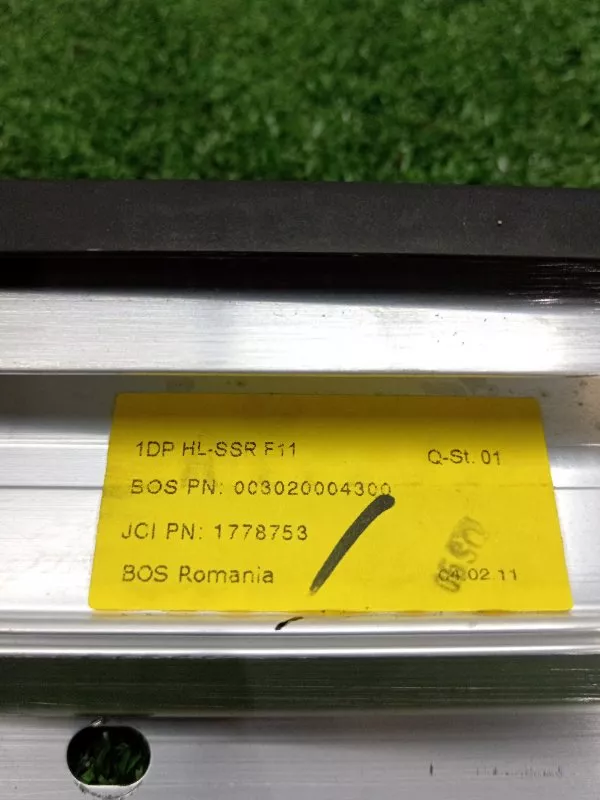 1DP HL-SSR F11
Q-St. 01
BOS PN: 003020004300
JCI PN: 1778753
BOS Romania
04.02.11